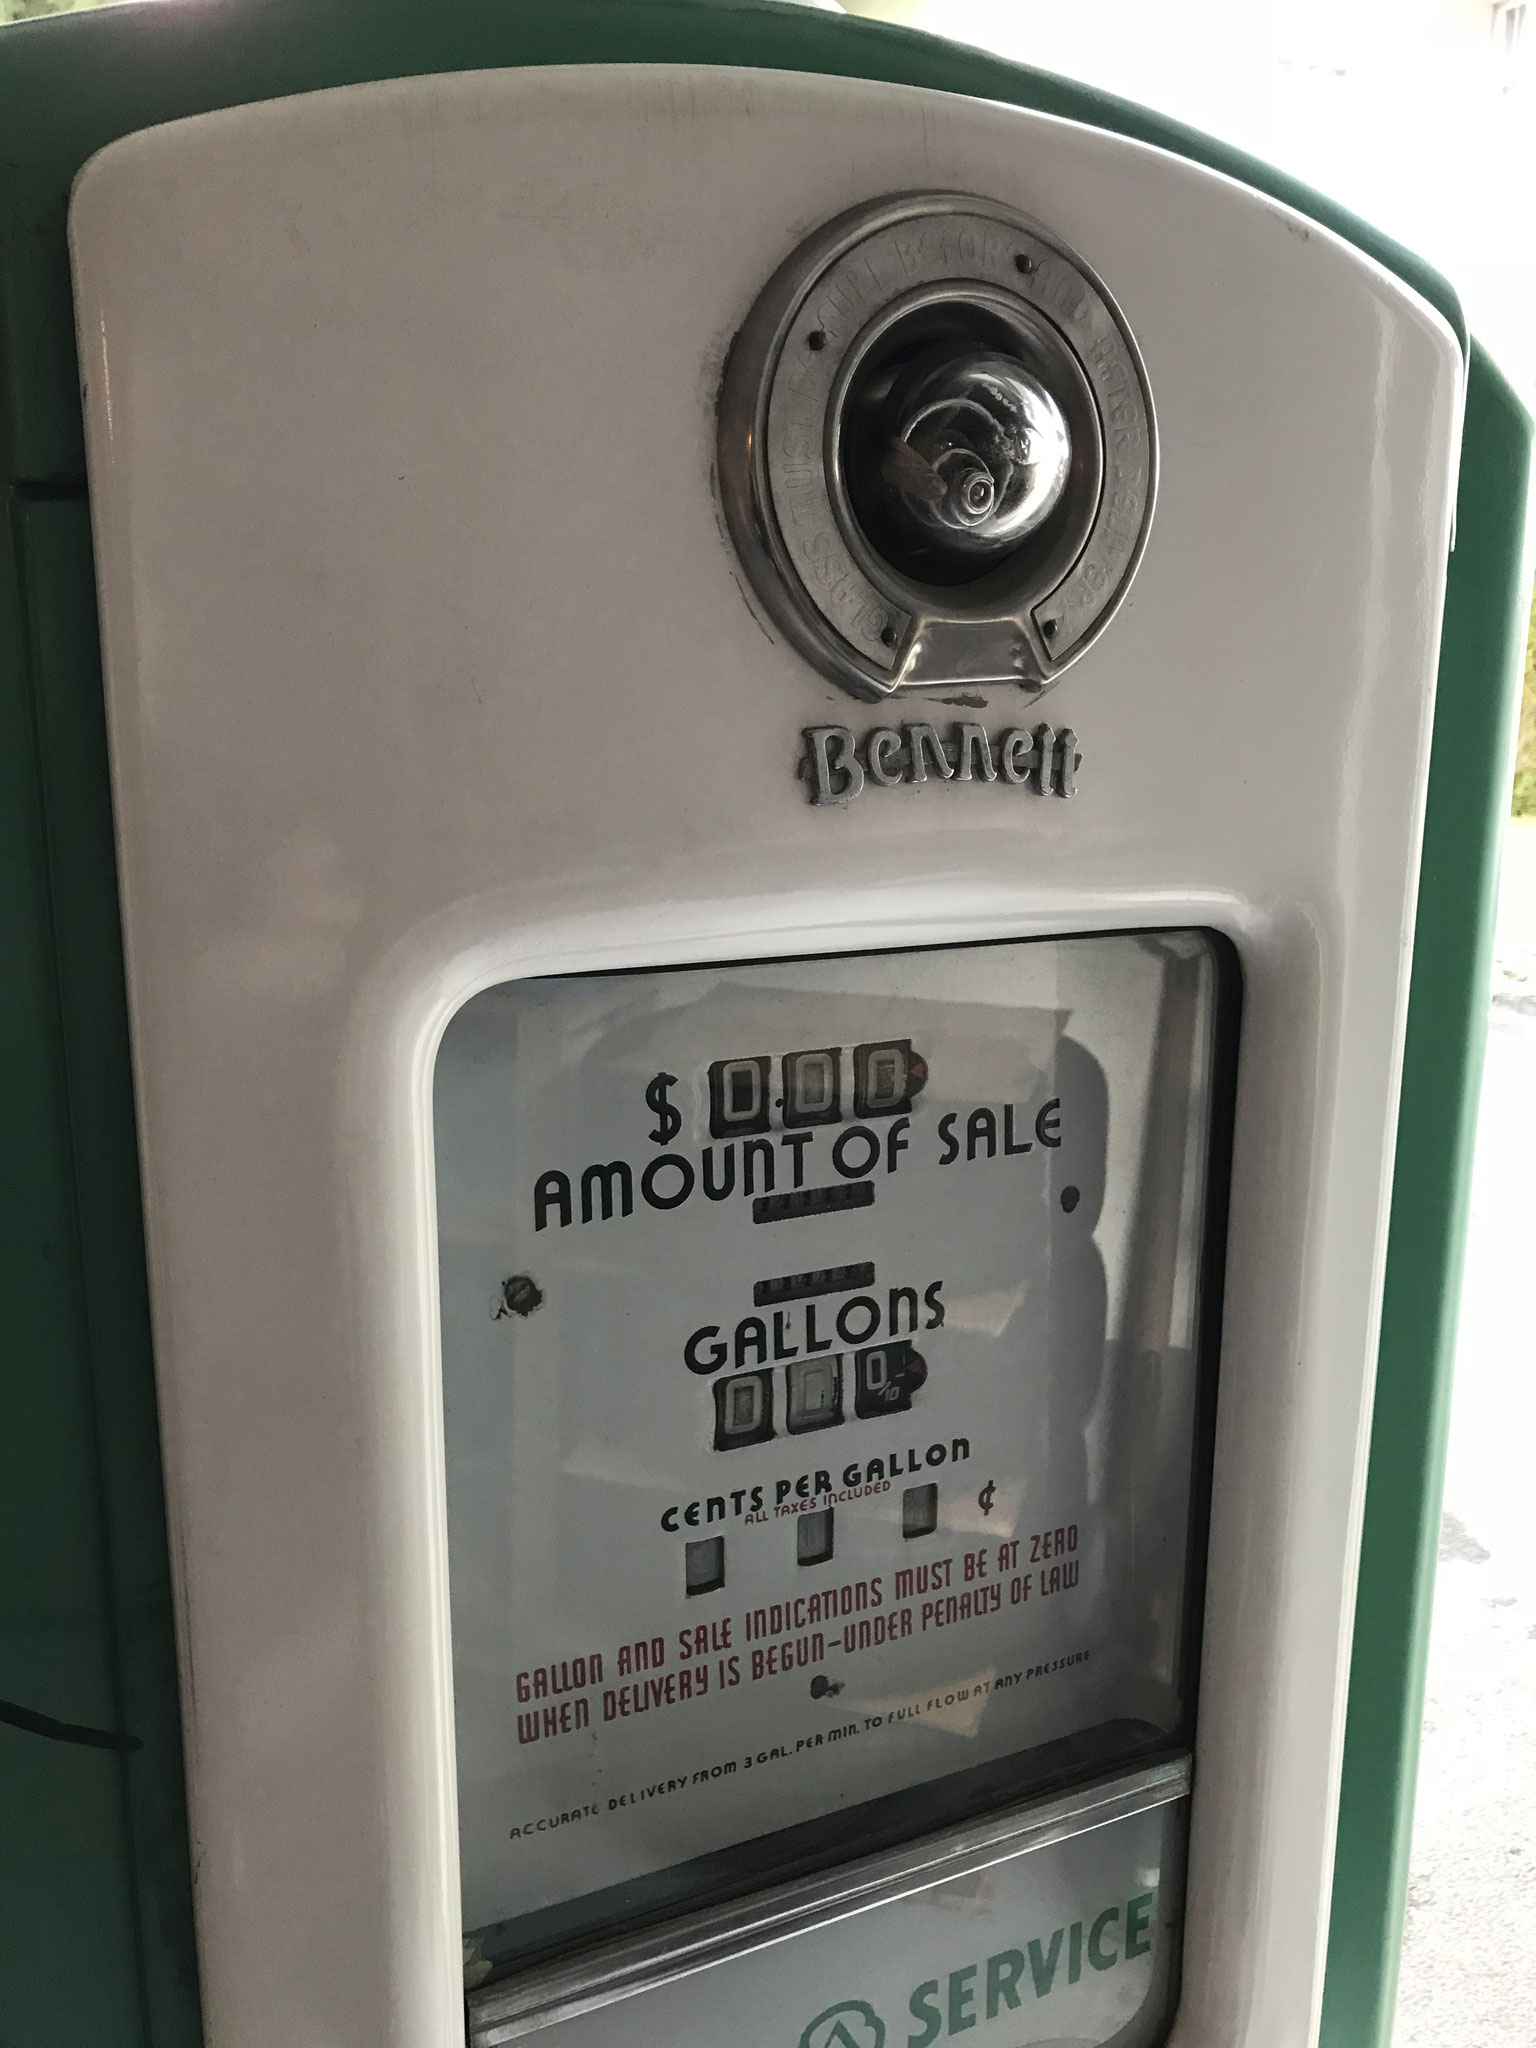 GLASS MUST BE FULL BEFORE AND AFTER DELIVERY
Bennett
$ 0.00
AMOUNT OF SALE
GALLONS
0 0 0/10
CENTS PER GALLON
ALL TAXES INCLUDED
¢
GALLON AND SALE INDICATIONS MUST BE AT ZERO
WHEN DELIVERY IS BEGUN-UNDER PENALTY OF LAW
ACCURATE DELIVERY FROM 3 GAL. PER MIN. TO FULL FLOW AT ANY PRESSURE
SERVICE